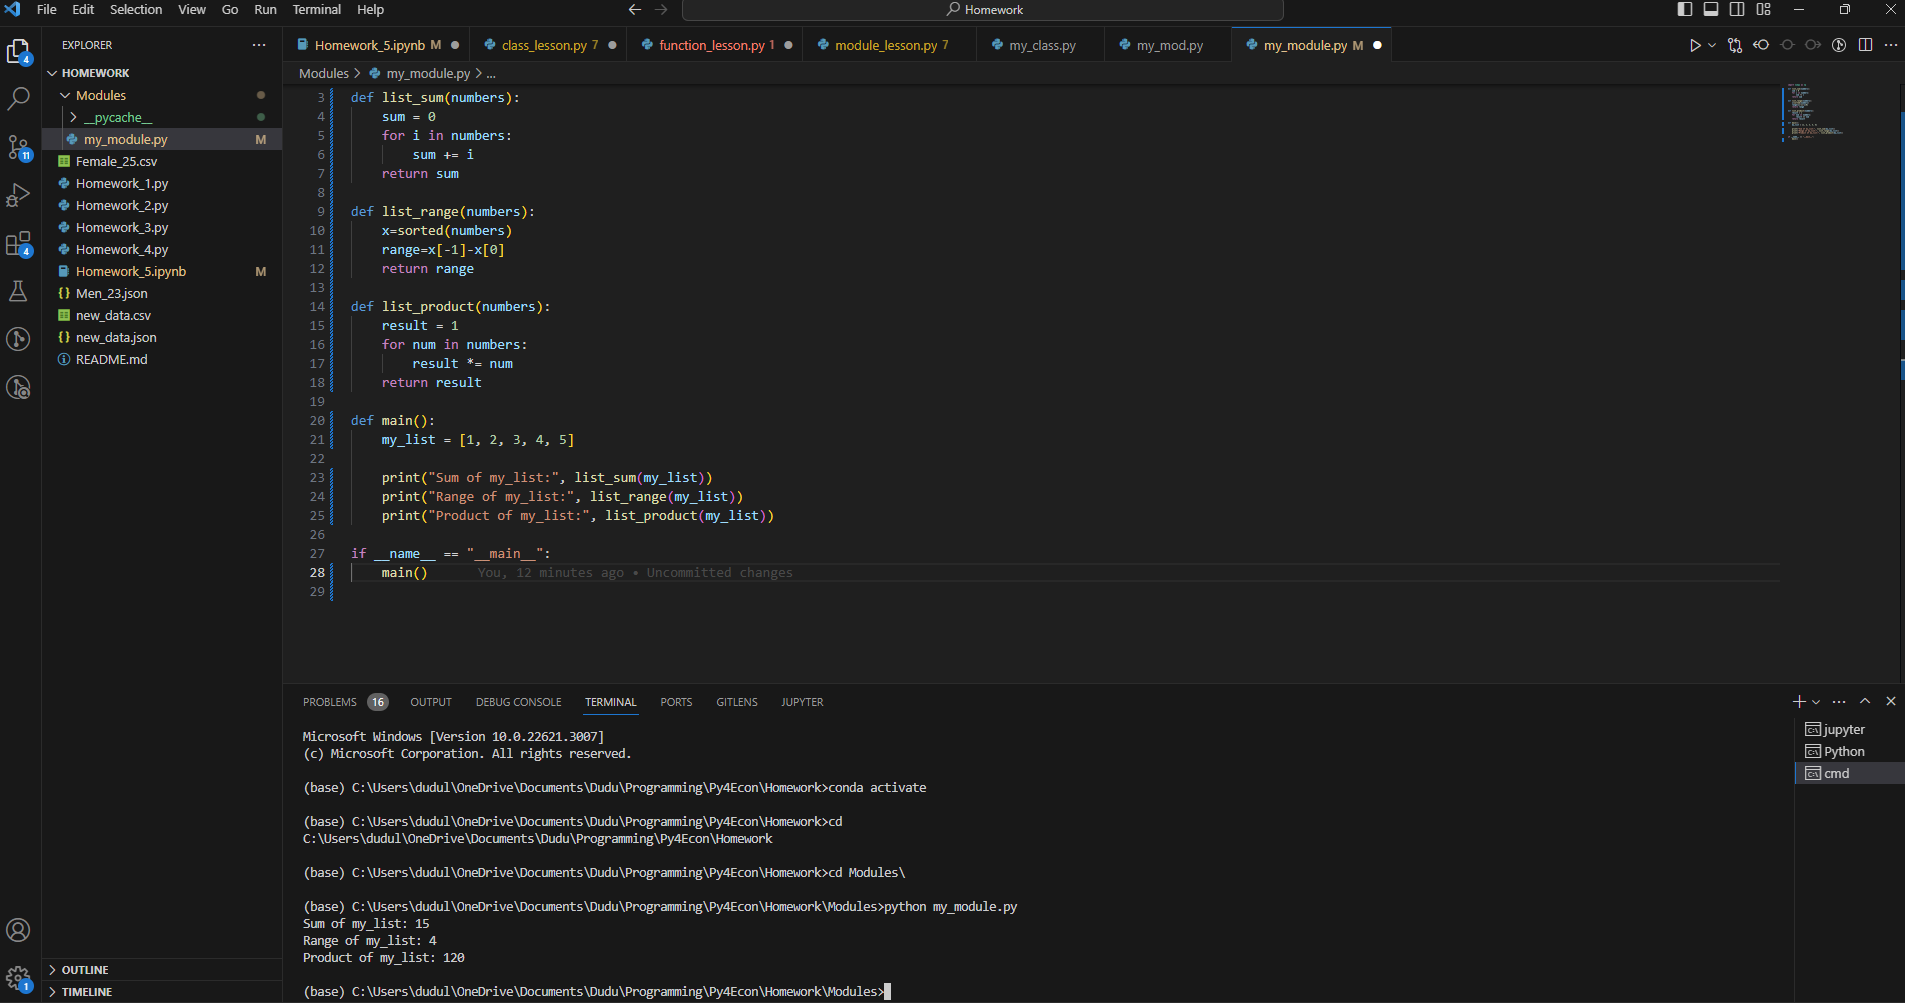 File Edit Selection View Go Run Terminal Help
Homework
EXPLORER
Homework_5.ipynb M
class_lesson.py 7
function_lesson.py 1
module_lesson.py 7
my_class.py
my_mod.py
my_module.py M
Modules > my_module.py > ...
HOMEWORK
Modules
__pycache__
my_module.py M
Female_25.csv
Homework_1.py
Homework_2.py
Homework_3.py
Homework_4.py
Homework_5.ipynb M
Men_23.json
new_data.csv
new_data.json
README.md
OUTLINE
TIMELINE
4
11
4
1
3 def list_sum(numbers):
4 sum = 0
5 for i in numbers:
6 sum += i
7 return sum
8
9 def list_range(numbers):
10 x=sorted(numbers)
11 range=x[-1]-x[0]
12 return range
13
14 def list_product(numbers):
15 result = 1
16 for num in numbers:
17 result *= num
18 return result
19
20 def main():
21 my_list = [1, 2, 3, 4, 5]
22
23 print("Sum of my_list:", list_sum(my_list))
24 print("Range of my_list:", list_range(my_list))
25 print("Product of my_list:", list_product(my_list))
26
27 if __name__ == "__main__":
28 main() You, 12 minutes ago • Uncommitted changes
29
PROBLEMS 16 OUTPUT DEBUG CONSOLE TERMINAL PORTS GITLENS JUPYTER
Microsoft Windows [Version 10.0.22621.3007]
(c) Microsoft Corporation. All rights reserved.
(base) C:\Users\dudul\OneDrive\Documents\Dudu\Programming\Py4Econ\Homework>conda activate
(base) C:\Users\dudul\OneDrive\Documents\Dudu\Programming\Py4Econ\Homework>cd
C:\Users\dudul\OneDrive\Documents\Dudu\Programming\Py4Econ\Homework
(base) C:\Users\dudul\OneDrive\Documents\Dudu\Programming\Py4Econ\Homework>cd Modules\
(base) C:\Users\dudul\OneDrive\Documents\Dudu\Programming\Py4Econ\Homework\Modules>python my_module.py
Sum of my_list: 15
Range of my_list: 4
Product of my_list: 120
(base) C:\Users\dudul\OneDrive\Documents\Dudu\Programming\Py4Econ\Homework\Modules>
jupyter
Python
cmd